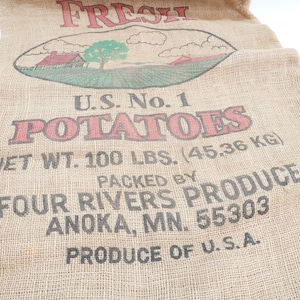 FRESH
U.S. No. 1
POTATOES
NET WT. 100 LBS. (45.36 KG)
PACKED BY
FOUR RIVERS PRODUCE
ANOKA, MN. 55303
PRODUCE OF U.S.A.